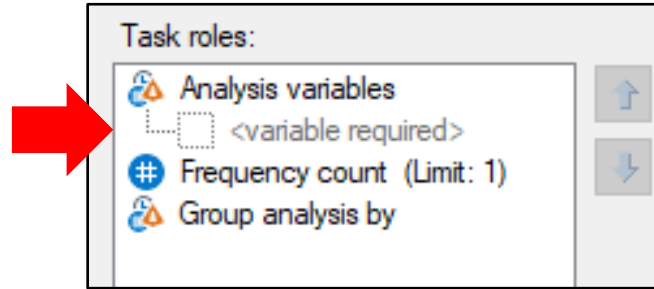 Task roles:
Analysis variables
<variable required>
Frequency count (Limit: 1)
Group analysis by